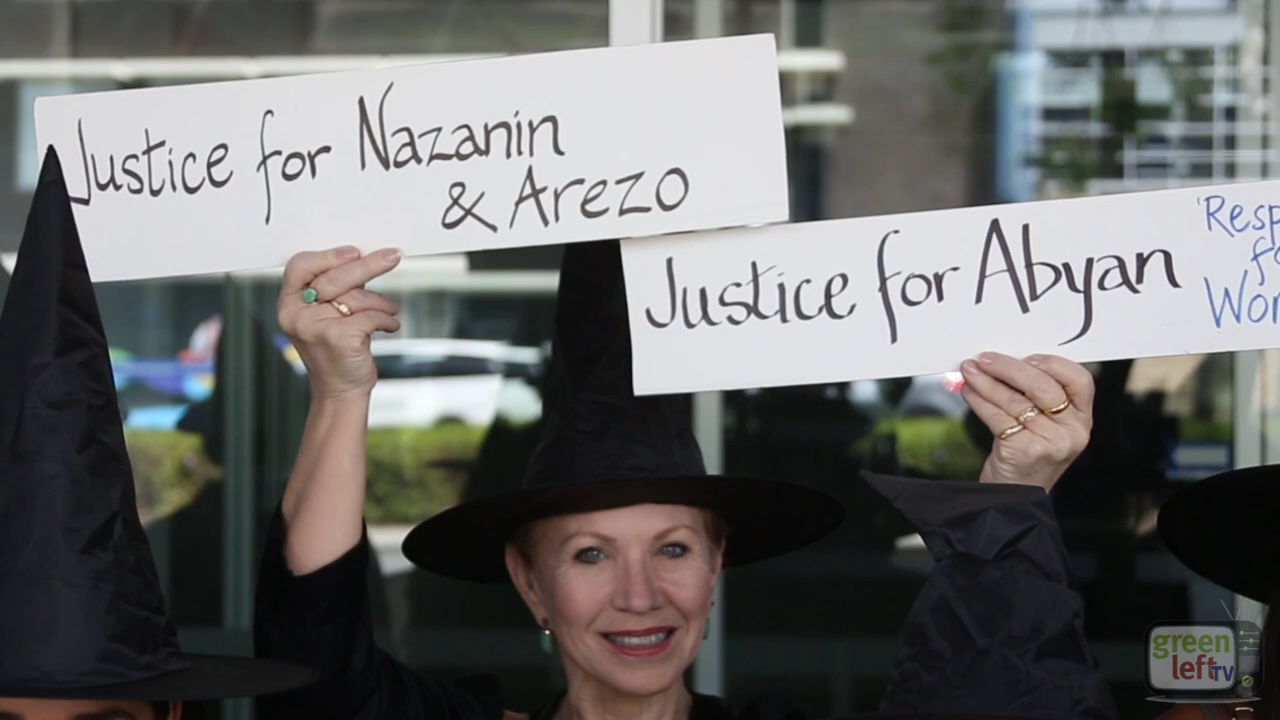 Justice for Nazanin
& Arezo
Justice for Abyan
green
left TV